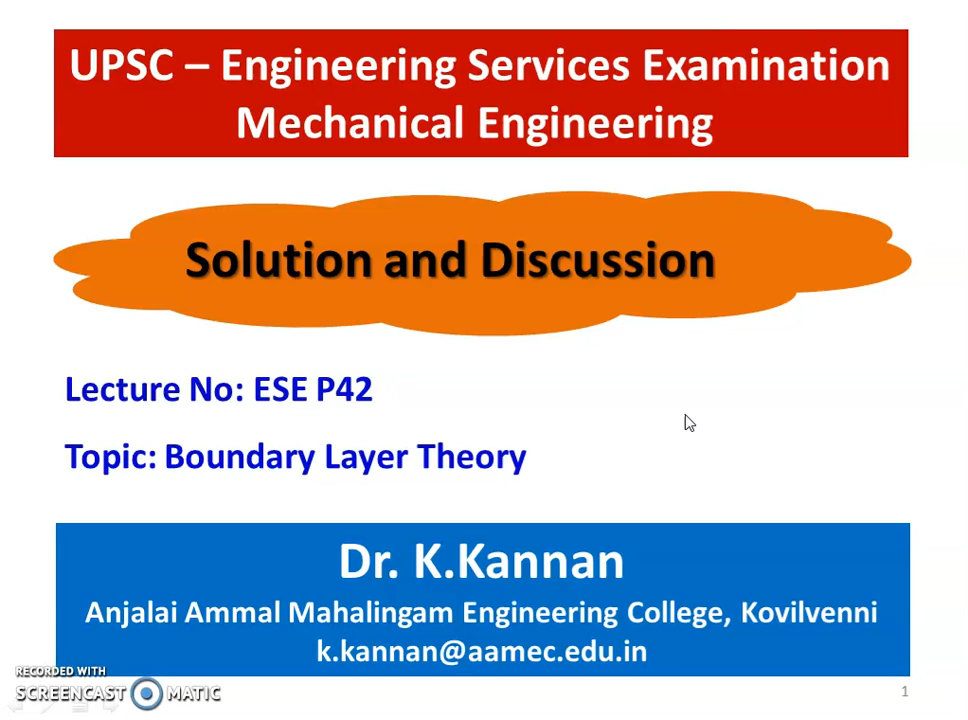 UPSC – Engineering Services Examination
Mechanical Engineering
Solution and Discussion
Lecture No: ESE P42
Topic: Boundary Layer Theory
Dr. K.Kannan
Anjalai Ammal Mahalingam Engineering College, Kovilvenni
k.kannan@aamec.edu.in
RECORDED WITH
SCREENCAST MATIC
1